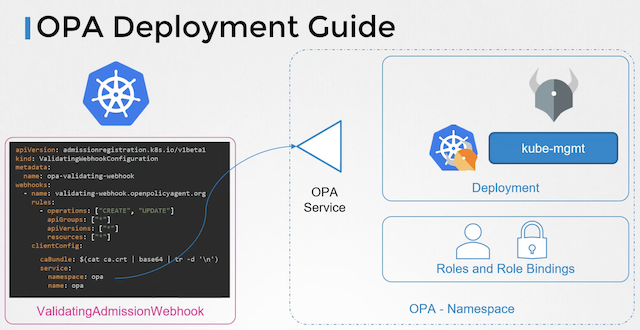 OPA Deployment Guide
apiVersion: admissionregistration.k8s.io/v1beta1
kind: ValidatingWebhookConfiguration
metadata:
  name: opa-validating-webhook
webhooks:
  - name: validating-webhook.openpolicyagent.org
    rules:
      - operations: ["CREATE", "UPDATE"]
        apiGroups: ["*"]
        apiVersions: ["*"]
        resources: ["*"]
    clientConfig:
      caBundle: $(cat ca.crt | base64 | tr -d '\n')
      service:
        namespace: opa
        name: opa
ValidatingAdmissionWebhook
OPA
Service
kube-mgmt
Deployment
Roles and Role Bindings
OPA - Namespace